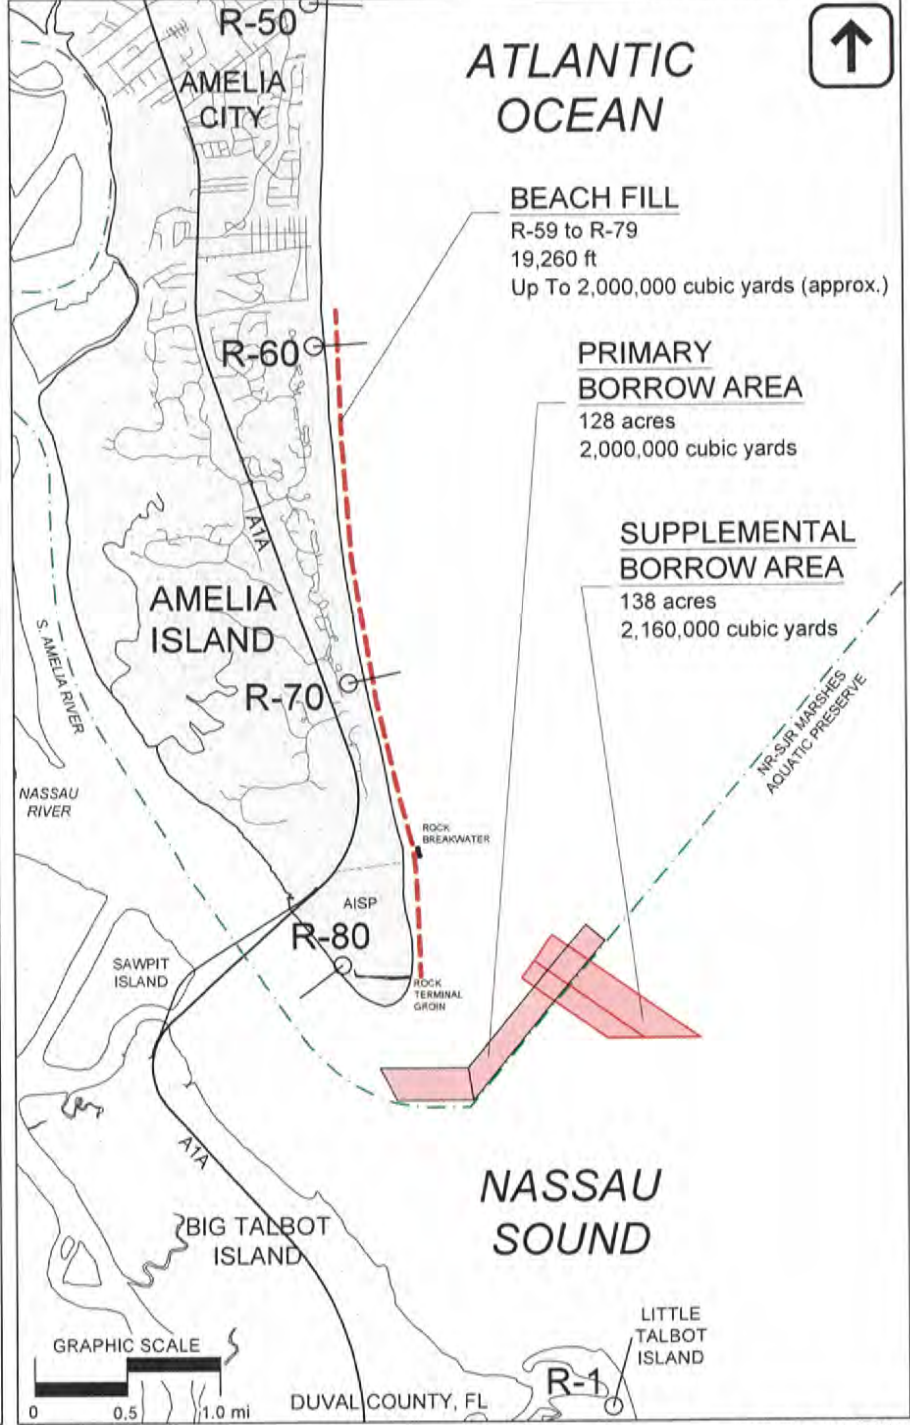 R-50
AMELIA
CITY
ATLANTIC
OCEAN
BEACH FILL
R-59 to R-79
19,260 ft
Up To 2,000,000 cubic yards (approx.)
R-60
PRIMARY
BORROW AREA
128 acres
2,000,000 cubic yards
A1A
SUPPLEMENTAL
BORROW AREA
138 acres
2,160,000 cubic yards
AMELIA
ISLAND
S. AMELIA RIVER
R-70
NR-SJR MARSHES
AQUATIC PRESERVE
NASSAU
RIVER
ROCK
BREAKWATER
AISP
R-80
SAWPIT
ISLAND
ROCK
TERMINAL
GROIN
A1A
NASSAU
SOUND
BIG TALBOT
ISLAND
LITTLE
TALBOT
ISLAND
GRAPHIC SCALE
R-1
0 0.5 1.0 mi
DUVAL COUNTY, FL